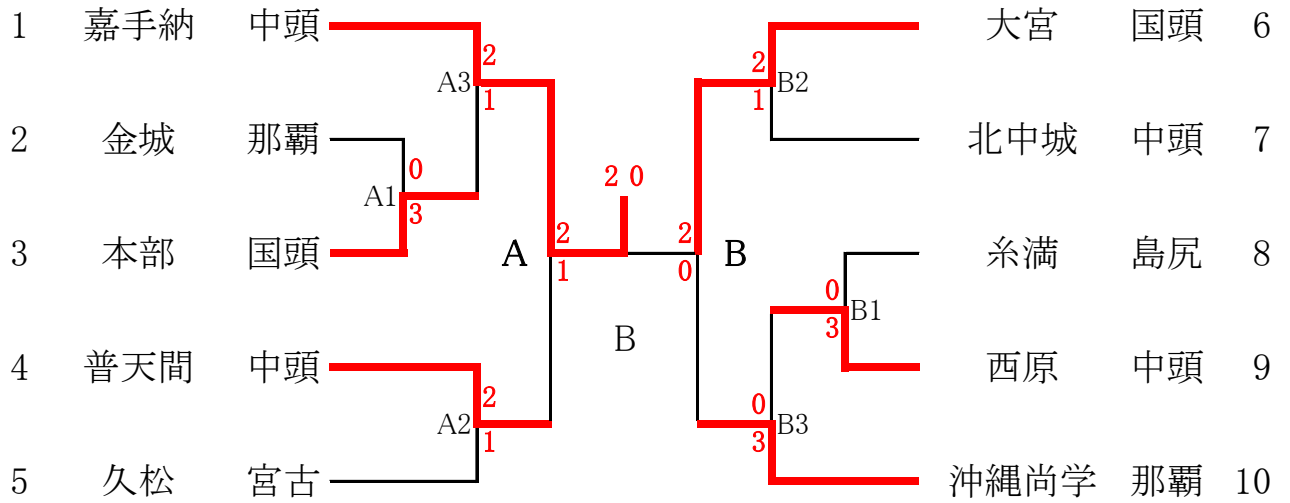 1 嘉手納 中頭 大宮 国頭 6
2 2
A3 B2
1 1
2 金城 那覇 北中城 中頭 7
0 2 0
A1
3
3 本部 国頭 A 2 2 B 糸満 島尻 8
1 0
0
B1
3
B
4 普天間 中頭 西原 中頭 9
2 0
A2 B3
1 3
5 久松 宮古 沖縄尚学 那覇 10